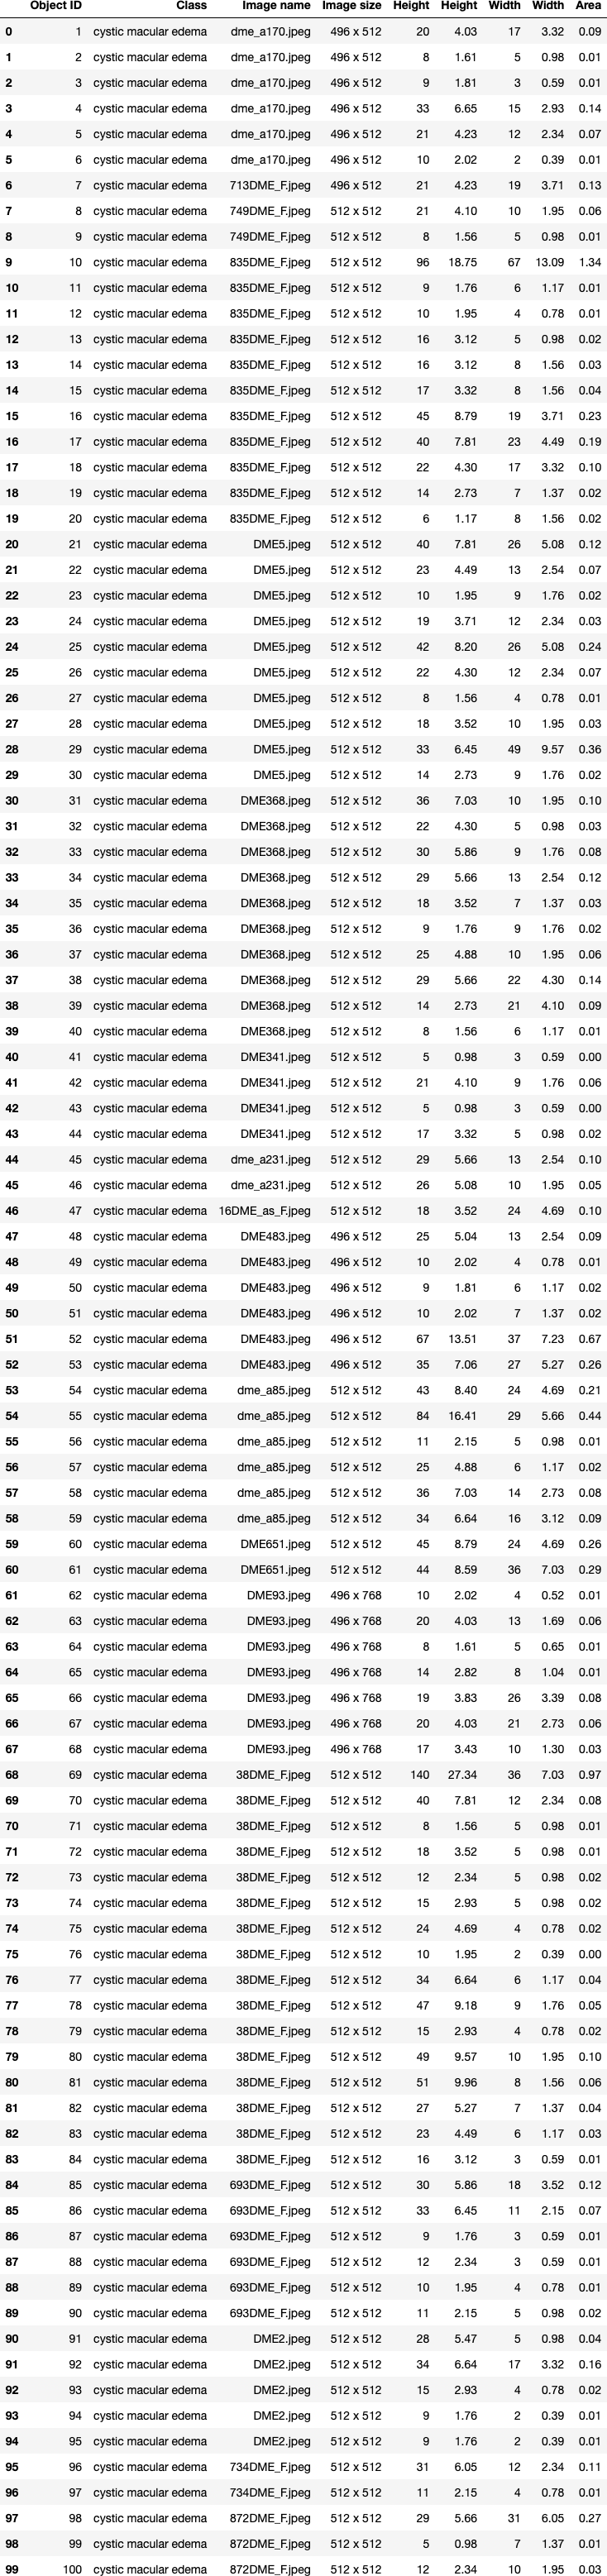 Object ID Class Image name Image size Height Height Width Width Area
0 1 cystic macular edema dme_a170.jpeg 496 x 512 20 4.03 17 3.32 0.09
1 2 cystic macular edema dme_a170.jpeg 496 x 512 8 1.61 5 0.98 0.01
2 3 cystic macular edema dme_a170.jpeg 496 x 512 9 1.81 3 0.59 0.01
3 4 cystic macular edema dme_a170.jpeg 496 x 512 33 6.65 15 2.93 0.14
4 5 cystic macular edema dme_a170.jpeg 496 x 512 21 4.23 12 2.34 0.07
5 6 cystic macular edema dme_a170.jpeg 496 x 512 10 2.02 2 0.39 0.01
6 7 cystic macular edema 713DME_F.jpeg 496 x 512 21 4.23 19 3.71 0.13
7 8 cystic macular edema 749DME_F.jpeg 512 x 512 21 4.10 10 1.95 0.06
8 9 cystic macular edema 749DME_F.jpeg 512 x 512 8 1.56 5 0.98 0.01
9 10 cystic macular edema 835DME_F.jpeg 512 x 512 96 18.75 67 13.09 1.34
10 11 cystic macular edema 835DME_F.jpeg 512 x 512 9 1.76 6 1.17 0.01
11 12 cystic macular edema 835DME_F.jpeg 512 x 512 10 1.95 4 0.78 0.01
12 13 cystic macular edema 835DME_F.jpeg 512 x 512 16 3.12 5 0.98 0.02
13 14 cystic macular edema 835DME_F.jpeg 512 x 512 16 3.12 8 1.56 0.03
14 15 cystic macular edema 835DME_F.jpeg 512 x 512 17 3.32 8 1.56 0.04
15 16 cystic macular edema 835DME_F.jpeg 512 x 512 45 8.79 19 3.71 0.23
16 17 cystic macular edema 835DME_F.jpeg 512 x 512 40 7.81 23 4.49 0.19
17 18 cystic macular edema 835DME_F.jpeg 512 x 512 22 4.30 17 3.32 0.10
18 19 cystic macular edema 835DME_F.jpeg 512 x 512 14 2.73 7 1.37 0.02
19 20 cystic macular edema 835DME_F.jpeg 512 x 512 6 1.17 8 1.56 0.02
20 21 cystic macular edema DME5.jpeg 512 x 512 40 7.81 26 5.08 0.12
21 22 cystic macular edema DME5.jpeg 512 x 512 23 4.49 13 2.54 0.07
22 23 cystic macular edema DME5.jpeg 512 x 512 10 1.95 9 1.76 0.02
23 24 cystic macular edema DME5.jpeg 512 x 512 19 3.71 12 2.34 0.03
24 25 cystic macular edema DME5.jpeg 512 x 512 42 8.20 26 5.08 0.24
25 26 cystic macular edema DME5.jpeg 512 x 512 22 4.30 12 2.34 0.07
26 27 cystic macular edema DME5.jpeg 512 x 512 8 1.56 4 0.78 0.01
27 28 cystic macular edema DME5.jpeg 512 x 512 18 3.52 10 1.95 0.03
28 29 cystic macular edema DME5.jpeg 512 x 512 33 6.45 49 9.57 0.36
29 30 cystic macular edema DME5.jpeg 512 x 512 14 2.73 9 1.76 0.02
30 31 cystic macular edema DME368.jpeg 512 x 512 36 7.03 10 1.95 0.10
31 32 cystic macular edema DME368.jpeg 512 x 512 22 4.30 5 0.98 0.03
32 33 cystic macular edema DME368.jpeg 512 x 512 30 5.86 9 1.76 0.08
33 34 cystic macular edema DME368.jpeg 512 x 512 29 5.66 13 2.54 0.12
34 35 cystic macular edema DME368.jpeg 512 x 512 18 3.52 7 1.37 0.03
35 36 cystic macular edema DME368.jpeg 512 x 512 9 1.76 9 1.76 0.02
36 37 cystic macular edema DME368.jpeg 512 x 512 25 4.88 10 1.95 0.06
37 38 cystic macular edema DME368.jpeg 512 x 512 29 5.66 22 4.30 0.14
38 39 cystic macular edema DME368.jpeg 512 x 512 14 2.73 21 4.10 0.09
39 40 cystic macular edema DME368.jpeg 512 x 512 8 1.56 6 1.17 0.01
40 41 cystic macular edema DME341.jpeg 512 x 512 5 0.98 3 0.59 0.00
41 42 cystic macular edema DME341.jpeg 512 x 512 21 4.10 9 1.76 0.06
42 43 cystic macular edema DME341.jpeg 512 x 512 5 0.98 3 0.59 0.00
43 44 cystic macular edema DME341.jpeg 512 x 512 17 3.32 5 0.98 0.02
44 45 cystic macular edema dme_a231.jpeg 512 x 512 29 5.66 13 2.54 0.10
45 46 cystic macular edema dme_a231.jpeg 512 x 512 26 5.08 10 1.95 0.05
46 47 cystic macular edema 16DME_as_F.jpeg 512 x 512 18 3.52 24 4.69 0.10
47 48 cystic macular edema DME483.jpeg 496 x 512 25 5.04 13 2.54 0.09
48 49 cystic macular edema DME483.jpeg 496 x 512 10 2.02 4 0.78 0.01
49 50 cystic macular edema DME483.jpeg 496 x 512 9 1.81 6 1.17 0.02
50 51 cystic macular edema DME483.jpeg 496 x 512 10 2.02 7 1.37 0.02
51 52 cystic macular edema DME483.jpeg 496 x 512 67 13.51 37 7.23 0.67
52 53 cystic macular edema DME483.jpeg 496 x 512 35 7.06 27 5.27 0.26
53 54 cystic macular edema dme_a85.jpeg 512 x 512 43 8.40 24 4.69 0.21
54 55 cystic macular edema dme_a85.jpeg 512 x 512 84 16.41 29 5.66 0.44
55 56 cystic macular edema dme_a85.jpeg 512 x 512 11 2.15 5 0.98 0.01
56 57 cystic macular edema dme_a85.jpeg 512 x 512 25 4.88 6 1.17 0.02
57 58 cystic macular edema dme_a85.jpeg 512 x 512 36 7.03 14 2.73 0.08
58 59 cystic macular edema dme_a85.jpeg 512 x 512 34 6.64 16 3.12 0.09
59 60 cystic macular edema DME651.jpeg 512 x 512 45 8.79 24 4.69 0.26
60 61 cystic macular edema DME651.jpeg 512 x 512 44 8.59 36 7.03 0.29
61 62 cystic macular edema DME93.jpeg 496 x 768 10 2.02 4 0.52 0.01
62 63 cystic macular edema DME93.jpeg 496 x 768 20 4.03 13 1.69 0.06
63 64 cystic macular edema DME93.jpeg 496 x 768 8 1.61 5 0.65 0.01
64 65 cystic macular edema DME93.jpeg 496 x 768 14 2.82 8 1.04 0.01
65 66 cystic macular edema DME93.jpeg 496 x 768 19 3.83 26 3.39 0.08
66 67 cystic macular edema DME93.jpeg 496 x 768 20 4.03 21 2.73 0.06
67 68 cystic macular edema DME93.jpeg 496 x 768 17 3.43 10 1.30 0.03
68 69 cystic macular edema 38DME_F.jpeg 512 x 512 140 27.34 36 7.03 0.97
69 70 cystic macular edema 38DME_F.jpeg 512 x 512 40 7.81 12 2.34 0.08
70 71 cystic macular edema 38DME_F.jpeg 512 x 512 8 1.56 5 0.98 0.01
71 72 cystic macular edema 38DME_F.jpeg 512 x 512 18 3.52 5 0.98 0.01
72 73 cystic macular edema 38DME_F.jpeg 512 x 512 12 2.34 5 0.98 0.02
73 74 cystic macular edema 38DME_F.jpeg 512 x 512 15 2.93 5 0.98 0.02
74 75 cystic macular edema 38DME_F.jpeg 512 x 512 24 4.69 4 0.78 0.02
75 76 cystic macular edema 38DME_F.jpeg 512 x 512 10 1.95 2 0.39 0.00
76 77 cystic macular edema 38DME_F.jpeg 512 x 512 34 6.64 6 1.17 0.04
77 78 cystic macular edema 38DME_F.jpeg 512 x 512 47 9.18 9 1.76 0.05
78 79 cystic macular edema 38DME_F.jpeg 512 x 512 15 2.93 4 0.78 0.02
79 80 cystic macular edema 38DME_F.jpeg 512 x 512 49 9.57 10 1.95 0.10
80 81 cystic macular edema 38DME_F.jpeg 512 x 512 51 9.96 8 1.56 0.06
81 82 cystic macular edema 38DME_F.jpeg 512 x 512 27 5.27 7 1.37 0.04
82 83 cystic macular edema 38DME_F.jpeg 512 x 512 23 4.49 6 1.17 0.03
83 84 cystic macular edema 38DME_F.jpeg 512 x 512 16 3.12 3 0.59 0.01
84 85 cystic macular edema 693DME_F.jpeg 512 x 512 30 5.86 18 3.52 0.12
85 86 cystic macular edema 693DME_F.jpeg 512 x 512 33 6.45 11 2.15 0.07
86 87 cystic macular edema 693DME_F.jpeg 512 x 512 9 1.76 3 0.59 0.01
87 88 cystic macular edema 693DME_F.jpeg 512 x 512 12 2.34 3 0.59 0.01
88 89 cystic macular edema 693DME_F.jpeg 512 x 512 10 1.95 4 0.78 0.01
89 90 cystic macular edema 693DME_F.jpeg 512 x 512 11 2.15 5 0.98 0.02
90 91 cystic macular edema DME2.jpeg 512 x 512 28 5.47 5 0.98 0.04
91 92 cystic macular edema DME2.jpeg 512 x 512 34 6.64 17 3.32 0.16
92 93 cystic macular edema DME2.jpeg 512 x 512 15 2.93 4 0.78 0.02
93 94 cystic macular edema DME2.jpeg 512 x 512 9 1.76 2 0.39 0.01
94 95 cystic macular edema DME2.jpeg 512 x 512 9 1.76 2 0.39 0.01
95 96 cystic macular edema 734DME_F.jpeg 512 x 512 31 6.05 12 2.34 0.11
96 97 cystic macular edema 734DME_F.jpeg 512 x 512 11 2.15 4 0.78 0.01
97 98 cystic macular edema 872DME_F.jpeg 512 x 512 29 5.66 31 6.05 0.27
98 99 cystic macular edema 872DME_F.jpeg 512 x 512 5 0.98 7 1.37 0.01
99 100 cystic macular edema 872DME_F.jpeg 512 x 512 12 2.34 10 1.95 0.03